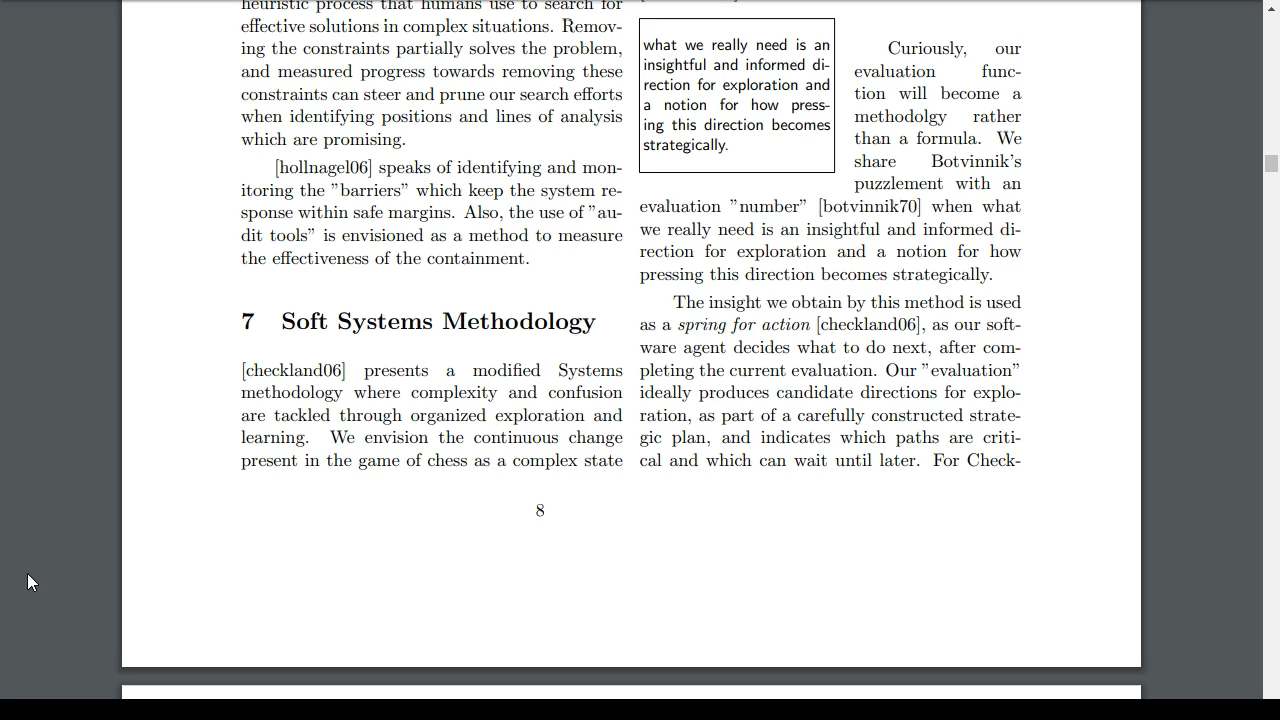 heuristic process that humans use to search for
effective solutions in complex situations. Remov-
ing the constraints partially solves the problem,
and measured progress towards removing these
constraints can steer and prune our search efforts
when identifying positions and lines of analysis
which are promising.
[hollnagel06] speaks of identifying and mon-
itoring the ”barriers” which keep the system re-
sponse within safe margins. Also, the use of ”au-
dit tools” is envisioned as a method to measure
the effectiveness of the containment.
7 Soft Systems Methodology
[checkland06] presents a modified Systems
methodology where complexity and confusion
are tackled through organized exploration and
learning. We envision the continuous change
present in the game of chess as a complex state
what we really need is an
insightful and informed di-
rection for exploration and
a notion for how press-
ing this direction becomes
strategically.
Curiously, our
evaluation func-
tion will become a
methodolgy rather
than a formula. We
share Botvinnik's
puzzlement with an
evaluation ”number” [botvinnik70] when what
we really need is an insightful and informed di-
rection for exploration and a notion for how
pressing this direction becomes strategically.
The insight we obtain by this method is used
as a spring for action [checkland06], as our soft-
ware agent decides what to do next, after com-
pleting the current evaluation. Our ”evaluation”
ideally produces candidate directions for explo-
ration, as part of a carefully constructed strate-
gic plan, and indicates which paths are criti-
cal and which can wait until later. For Check-
8